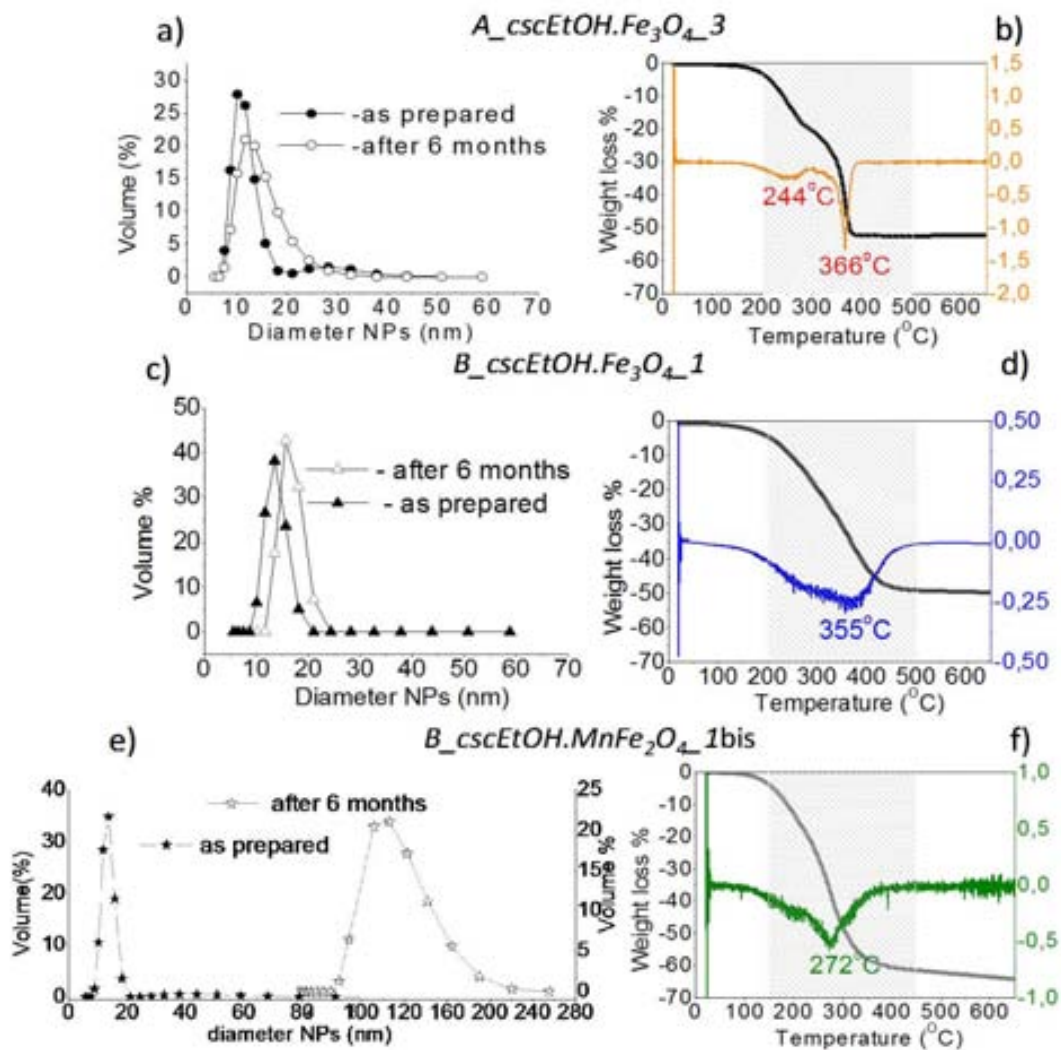 a)
A_cscEtOH.Fe₃O₄_3
b)
Volume (%)
30
25
20
15
10
5
0
-as prepared
-after 6 months
0 10 20 30 40 50 60 70
Diameter NPs (nm)
Weight loss %
0
-10
-20
-30
-40
-50
-60
-70
244°C
366°C
1,5
1,0
0,5
0,0
-0,5
-1,0
-1,5
2,0
0 100 200 300 400 500 600
Temperature (°C)
c)
B_cscEtOH.Fe₃O₄_1
d)
Volume %
50
40
30
20
10
0
- after 6 months
- as prepared
0 10 20 30 40 50 60 70
Diameter NPs (nm)
Weight loss %
0
-10
-20
-30
-40
-50
-60
-70
355°C
0,50
0,25
0,00
-0,25
-0,50
0 100 200 300 400 500 600
Temperature (°C)
e)
B_cscEtOH.MnFe₂O₄_1bis
f)
Volume(%)
40
30
20
10
0
after 6 months
as prepared
25
20
15
10
5
0
Volume %
0 20 40 60 80 100 120 160 200 240 280
diameter NPs (nm)
Weight loss %
0
-10
-20
-30
-40
-50
-60
-70
272°C
1,0
0,5
0,0
-0,5
-1,0
0 100 200 300 400 500 600
Temperature (°C)